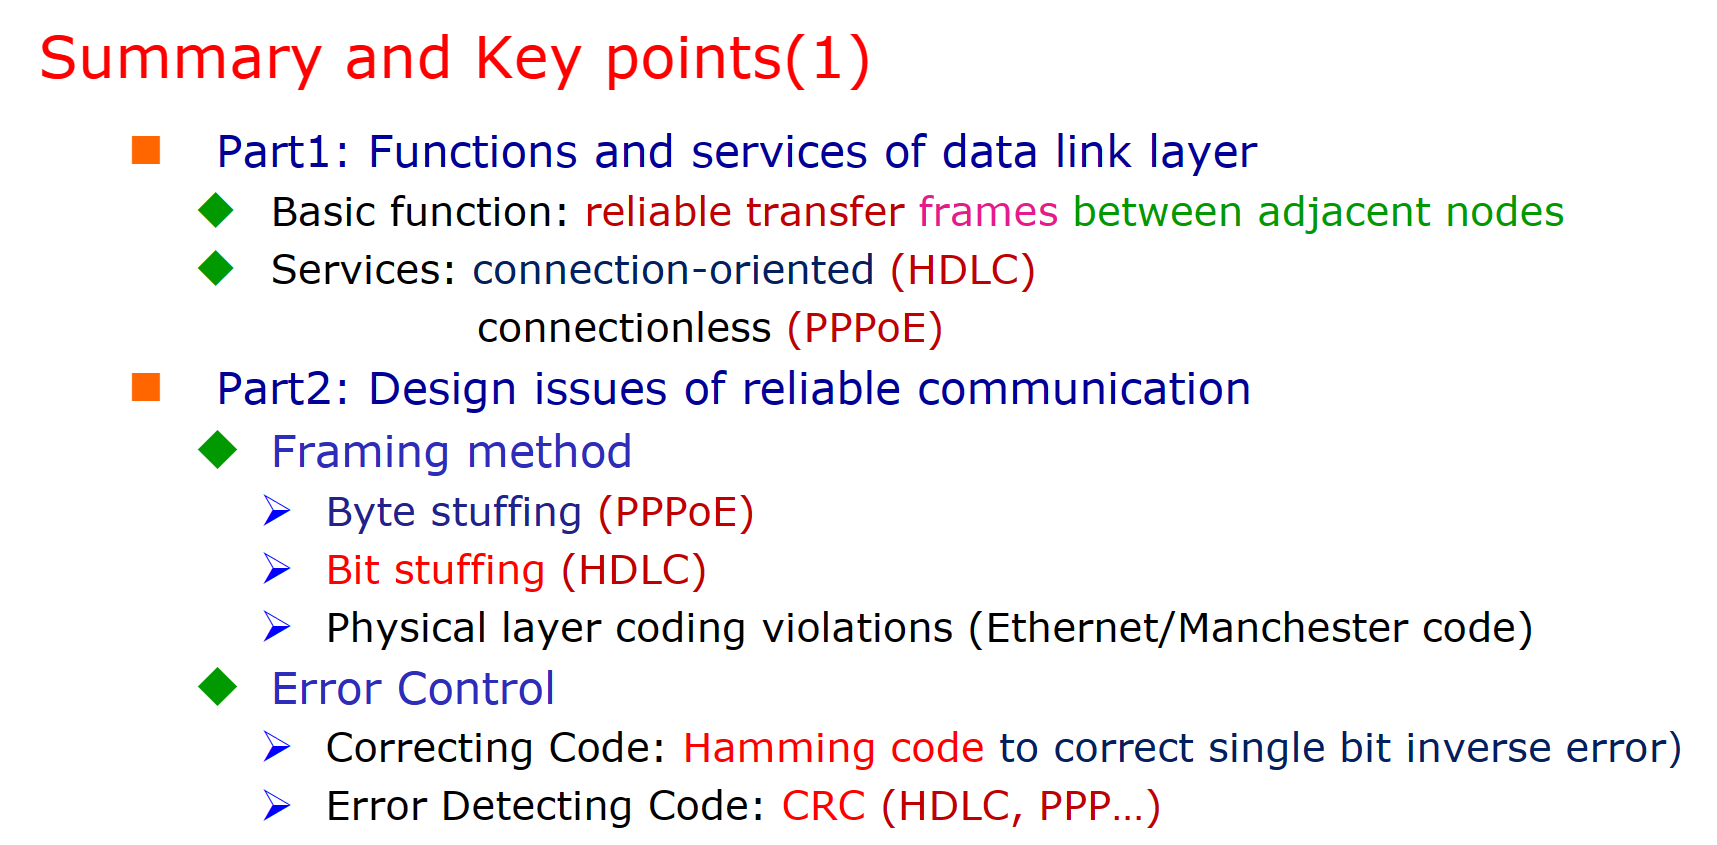 Summary and Key points(1)
Part1: Functions and services of data link layer
Basic function: reliable transfer frames between adjacent nodes
Services: connection-oriented (HDLC)
connectionless (PPPoE)
Part2: Design issues of reliable communication
Framing method
Byte stuffing (PPPoE)
Bit stuffing (HDLC)
Physical layer coding violations (Ethernet/Manchester code)
Error Control
Correcting Code: Hamming code to correct single bit inverse error)
Error Detecting Code: CRC (HDLC, PPP…)